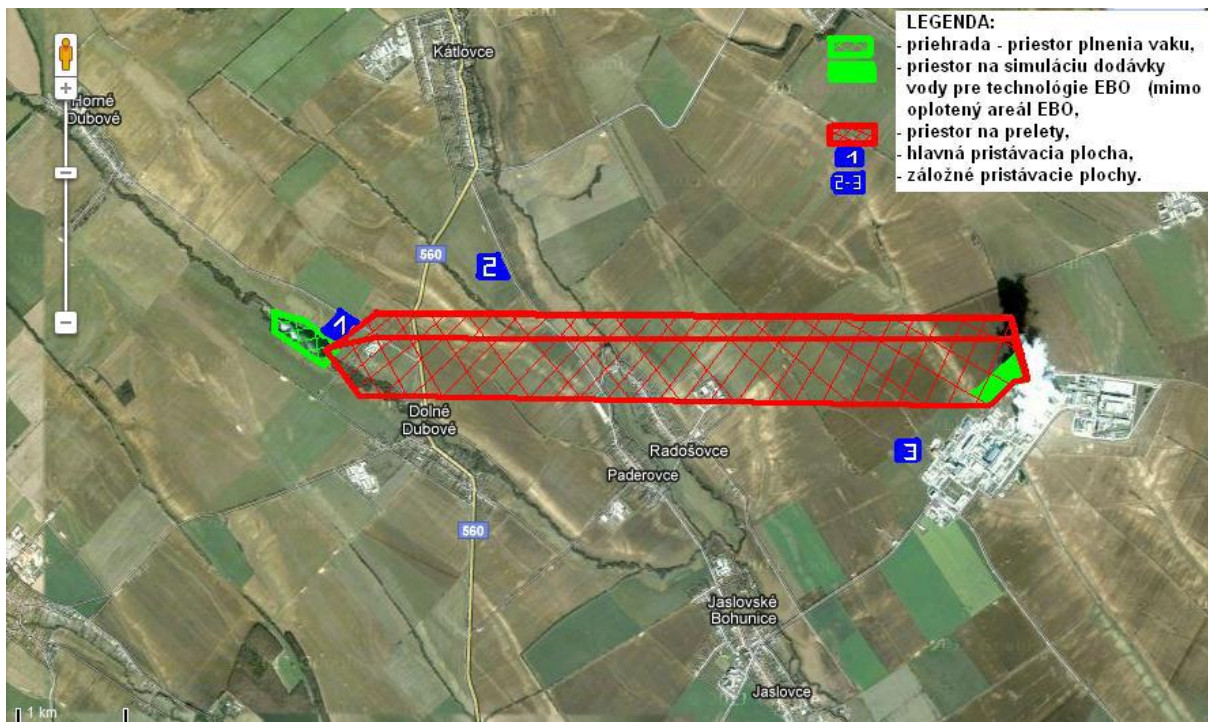 LEGENDA:
- priehrada - priestor plnenia vaku,
- priestor na simuláciu dodávky
vody pre technológie EBO (mimo
oplotený areál EBO,
- priestor na prelety,
1
- hlavná pristávacia plocha,
2-3
- záložné pristávacie plochy.
Kátlovce
Horné
Dubové
560
2
1
Dolné
Dubové
Radošovce
3
Paderovce
560
Jaslovské
Bohunice
Jaslovce
1 km